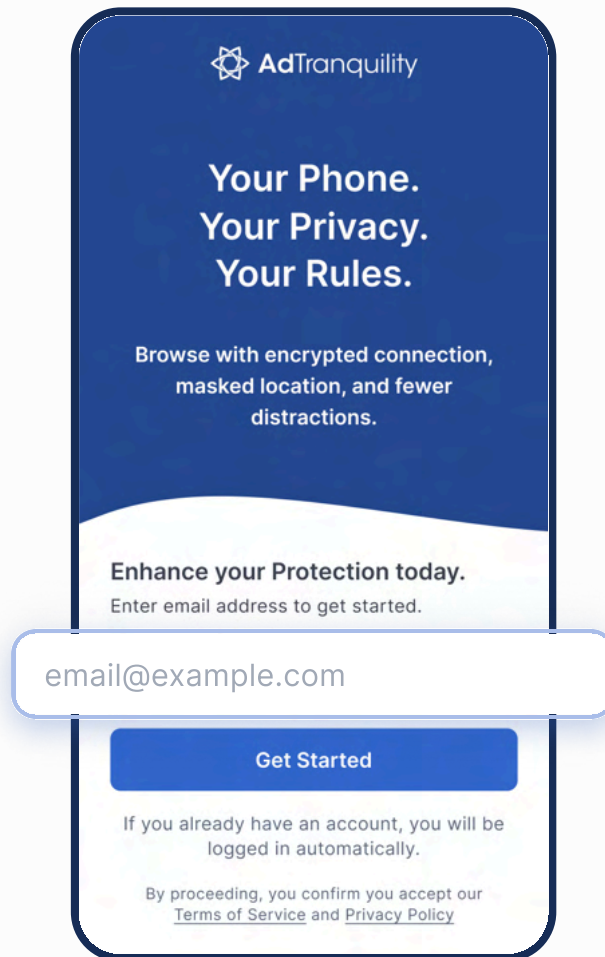 AdTranquility
Your Phone.
Your Privacy.
Your Rules.
Browse with encrypted connection,
masked location, and fewer
distractions.
Enhance your Protection today.
Enter email address to get started.
email@example.com
Get Started
If you already have an account, you will be
logged in automatically.
By proceeding, you confirm you accept our
Terms of Service and Privacy Policy